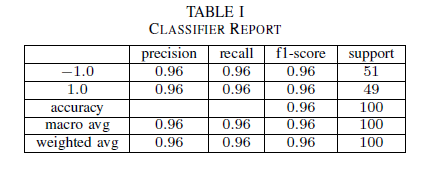 TABLE I
CLASSIFIER REPORT
precision recall f1-score support
−1.0 0.96 0.96 0.96 51
1.0 0.96 0.96 0.96 49
accuracy 0.96 100
macro avg 0.96 0.96 0.96 100
weighted avg 0.96 0.96 0.96 100